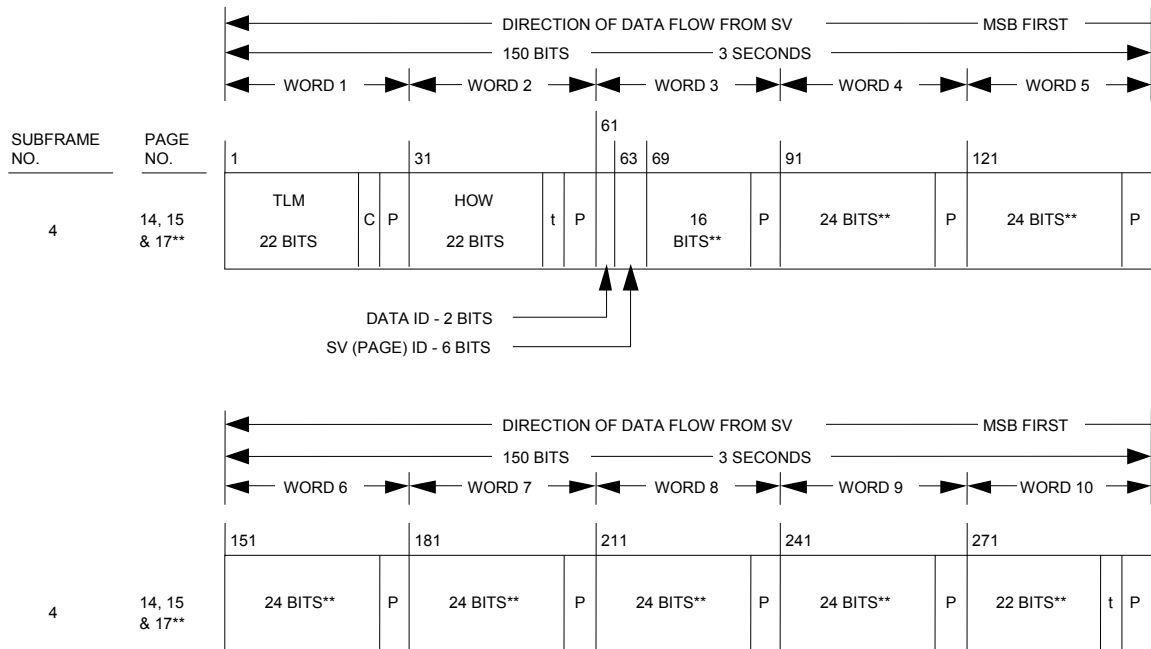 DIRECTION OF DATA FLOW FROM SV MSB FIRST
150 BITS 3 SECONDS
WORD 1 WORD 2 WORD 3 WORD 4 WORD 5
SUBFRAME NO. PAGE NO.
1 31 61 63 69 91 121
4
14, 15 & 17**
TLM 22 BITS
C
P
HOW 22 BITS
t
P
16 BITS**
P
24 BITS**
P
24 BITS**
P
DATA ID - 2 BITS
SV (PAGE) ID - 6 BITS
DIRECTION OF DATA FLOW FROM SV MSB FIRST
150 BITS 3 SECONDS
WORD 6 WORD 7 WORD 8 WORD 9 WORD 10
151 181 211 241 271
4
14, 15 & 17**
24 BITS**
P
24 BITS**
P
24 BITS**
P
24 BITS**
P
22 BITS**
t
P